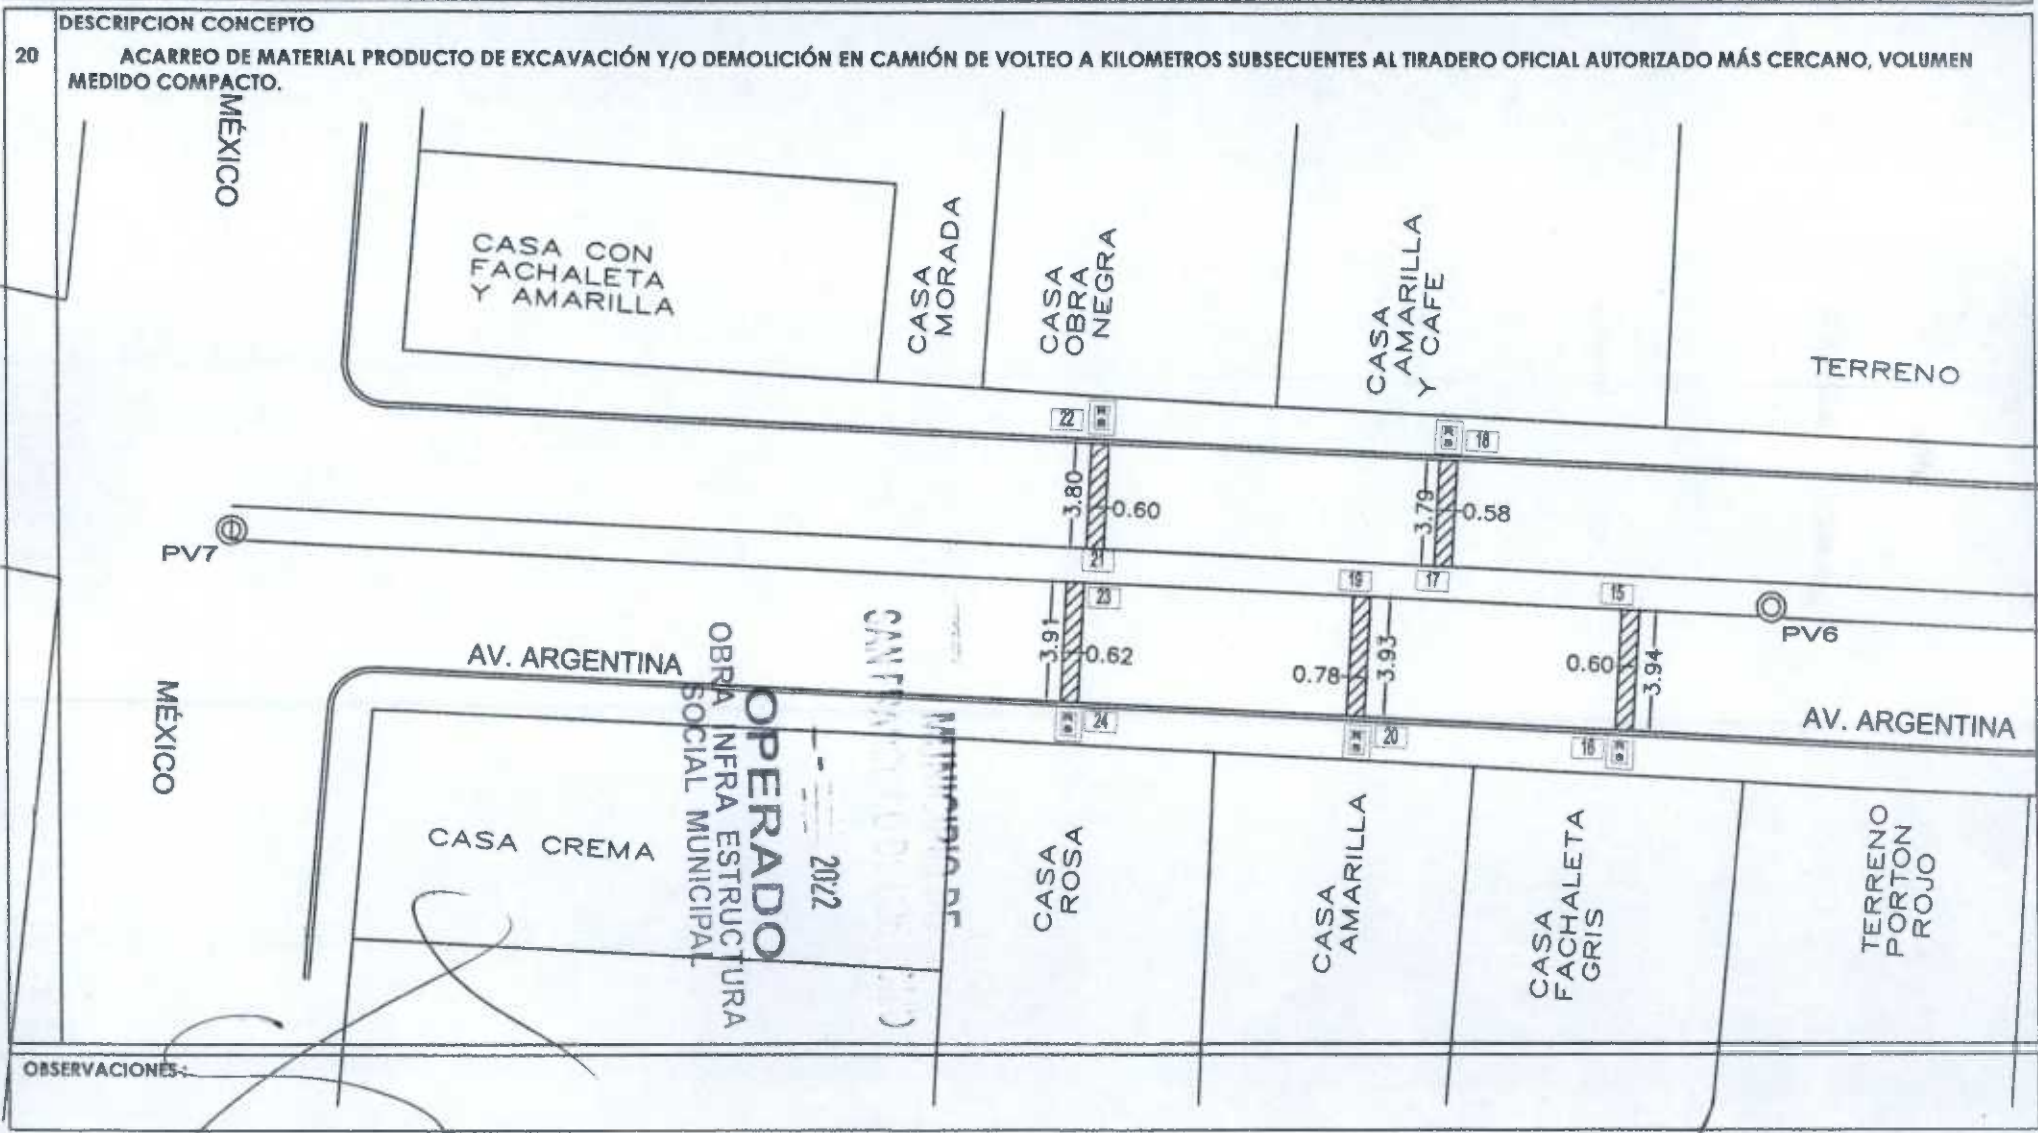 DESCRIPCION CONCEPTO
20
ACARREO DE MATERIAL PRODUCTO DE EXCAVACIÓN Y/O DEMOLICIÓN EN CAMIÓN DE VOLTEO A KILOMETROS SUBSECUENTES AL TIRADERO OFICIAL AUTORIZADO MÁS CERCANO, VOLUMEN
MEDIDO COMPACTO.
MÉXICO
CASA CON
FACHALETA
Y AMARILLA
CASA
MORADA
CASA
OBRA
NEGRA
CASA
AMARILLA
Y CAFE
TERRENO
22
18
3.80
0.60
3.79
0.58
PV7
21
19
17
15
23
PV6
AV. ARGENTINA
3.91
0.62
0.78
3.93
0.60
3.94
AV. ARGENTINA
24
20
16
MÉXICO
CASA CREMA
OBRA INFRA ESTRUCTURA
SOCIAL MUNICIPAL
OPERADO
2022
CASA
ROSA
CASA
AMARILLA
CASA
FACHALETA
GRIS
TERRENO
PORTON
ROJO
OBSERVACIONES: